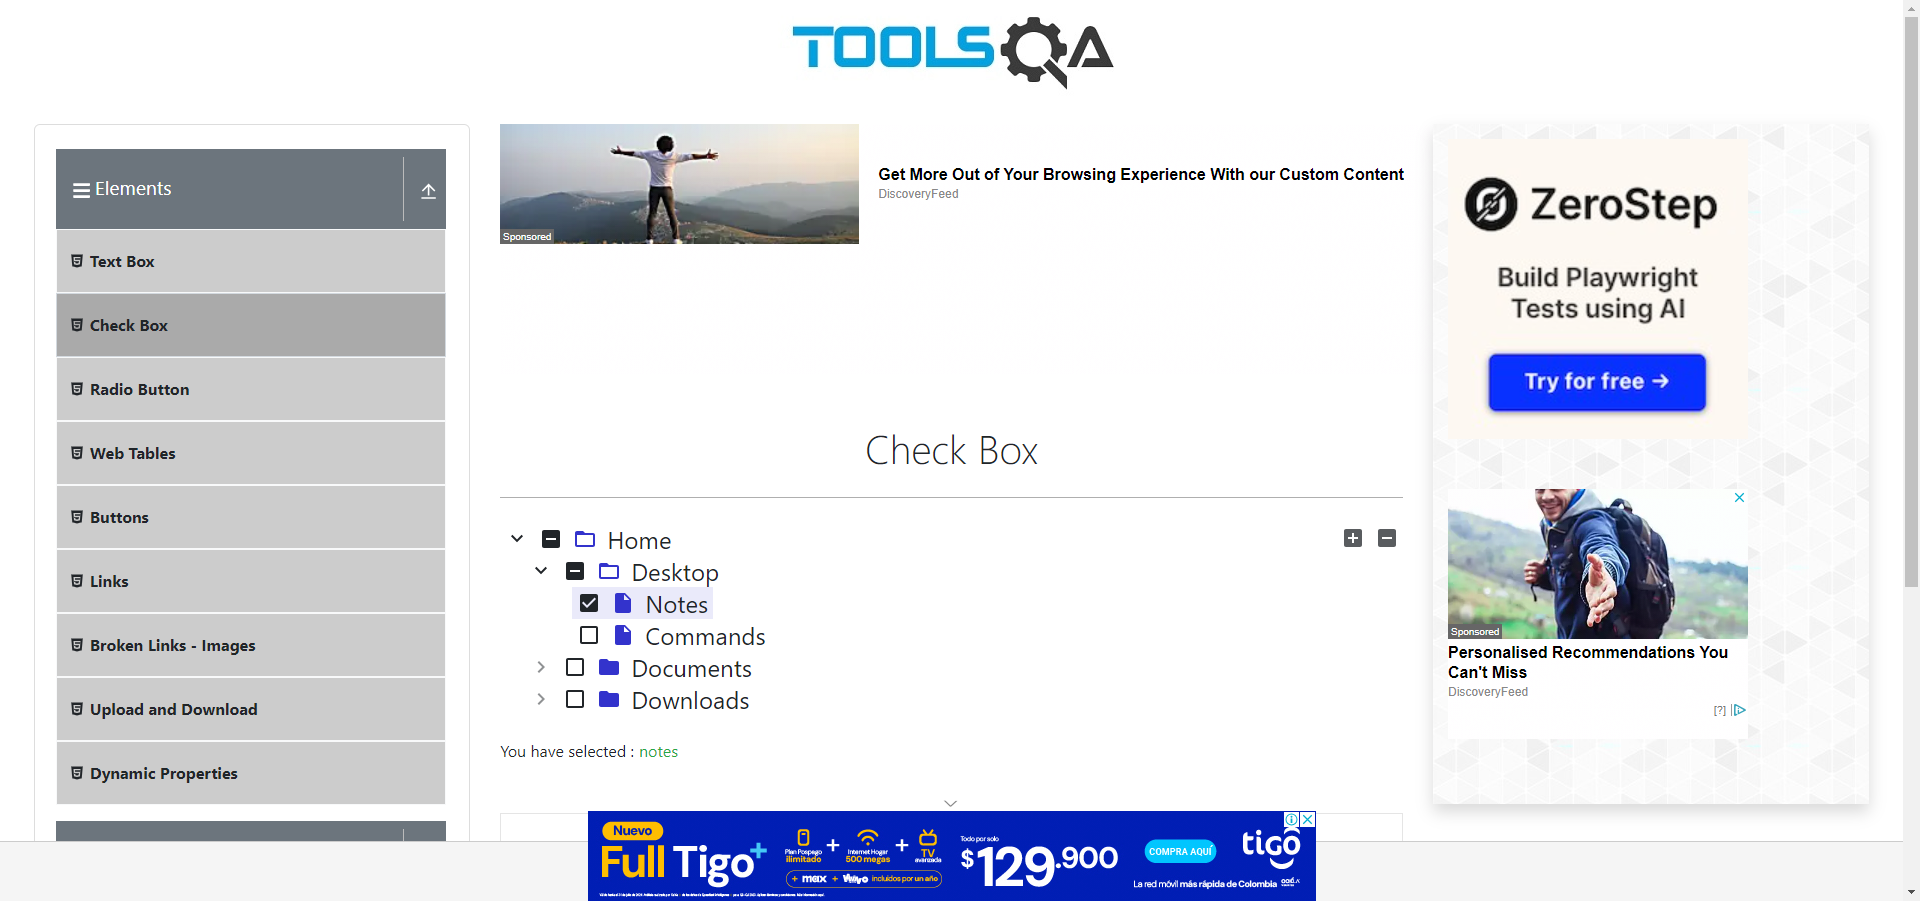 TOOLSQA
Elements
Text Box
Check Box
Radio Button
Web Tables
Buttons
Links
Broken Links - Images
Upload and Download
Dynamic Properties
Sponsored
Get More Out of Your Browsing Experience With our Custom Content
DiscoveryFeed
Check Box
Home
Desktop
Notes
Commands
Documents
Downloads
You have selected : notes
ZeroStep
Build Playwright
Tests using AI
Try for free →
Sponsored
Personalised Recommendations You
Can't Miss
DiscoveryFeed
[?]
Nuevo
Full Tigo+
Plan Pospago
ilimitado
+
Internet Hogar
500 megas
+
TV
avanzada
+ max + incluidos por un año
Todo por solo
$129.900
COMPRA AQUÍ
tigo
La red móvil más rápida de Colombia